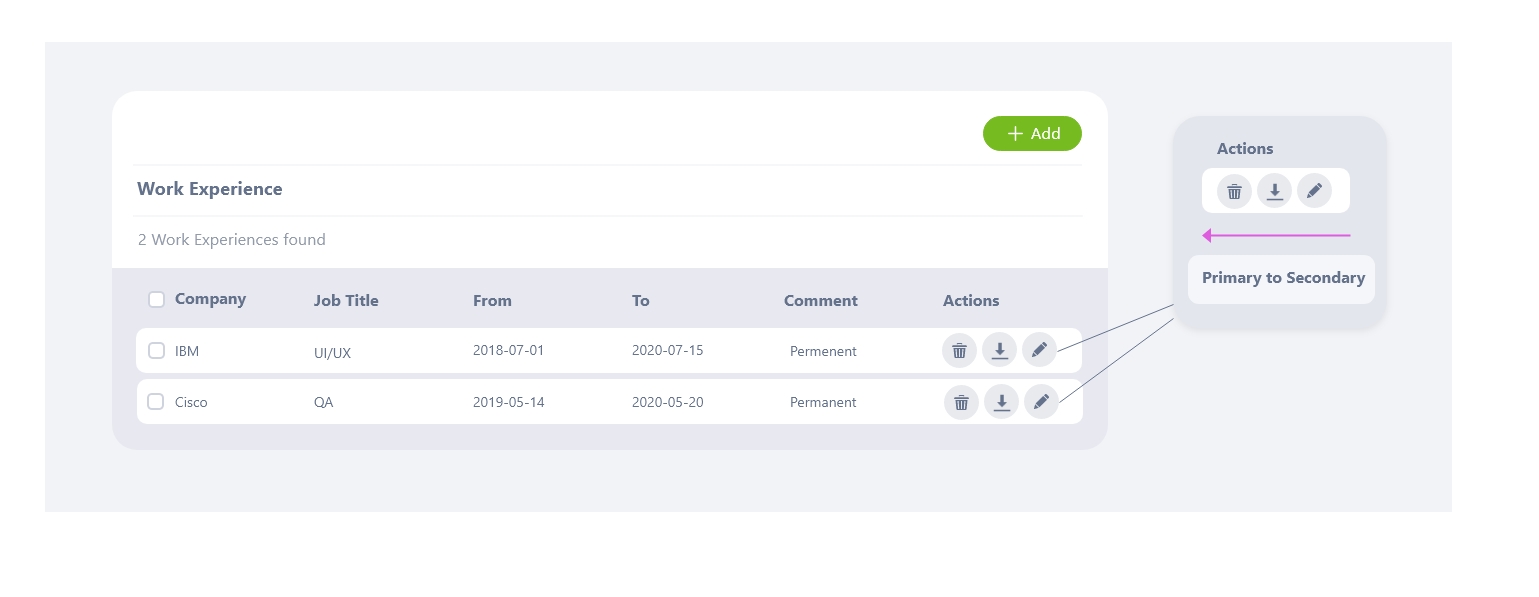 Add
Work Experience
2 Work Experiences found
Company Job Title From To Comment Actions
IBM UI/UX 2018-07-01 2020-07-15 Permenent
Cisco QA 2019-05-14 2020-05-20 Permanent
Actions
Primary to Secondary